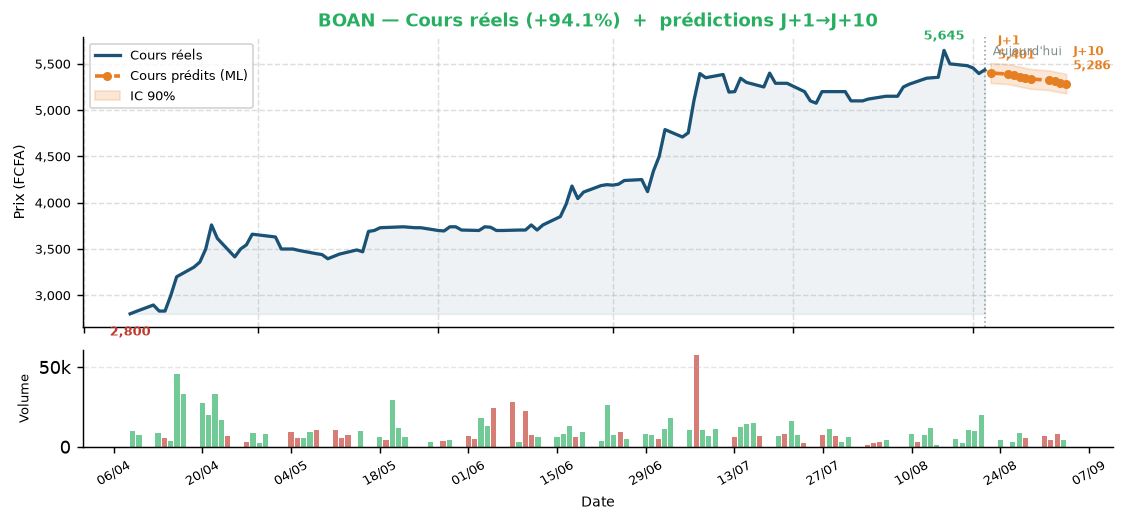 BOAN — Cours réels (+94.1%)  +  prédictions J+1→J+10
Cours réels
Cours prédits (ML)
IC 90%
5,645
J+1
5,401
Aujourd'hui
J+10
5,286
2,800
Prix (FCFA)
5,500
5,000
4,500
4,000
3,500
3,000
Volume
50k
0
06/04
20/04
04/05
18/05
01/06
15/06
29/06
13/07
27/07
10/08
24/08
07/09
Date